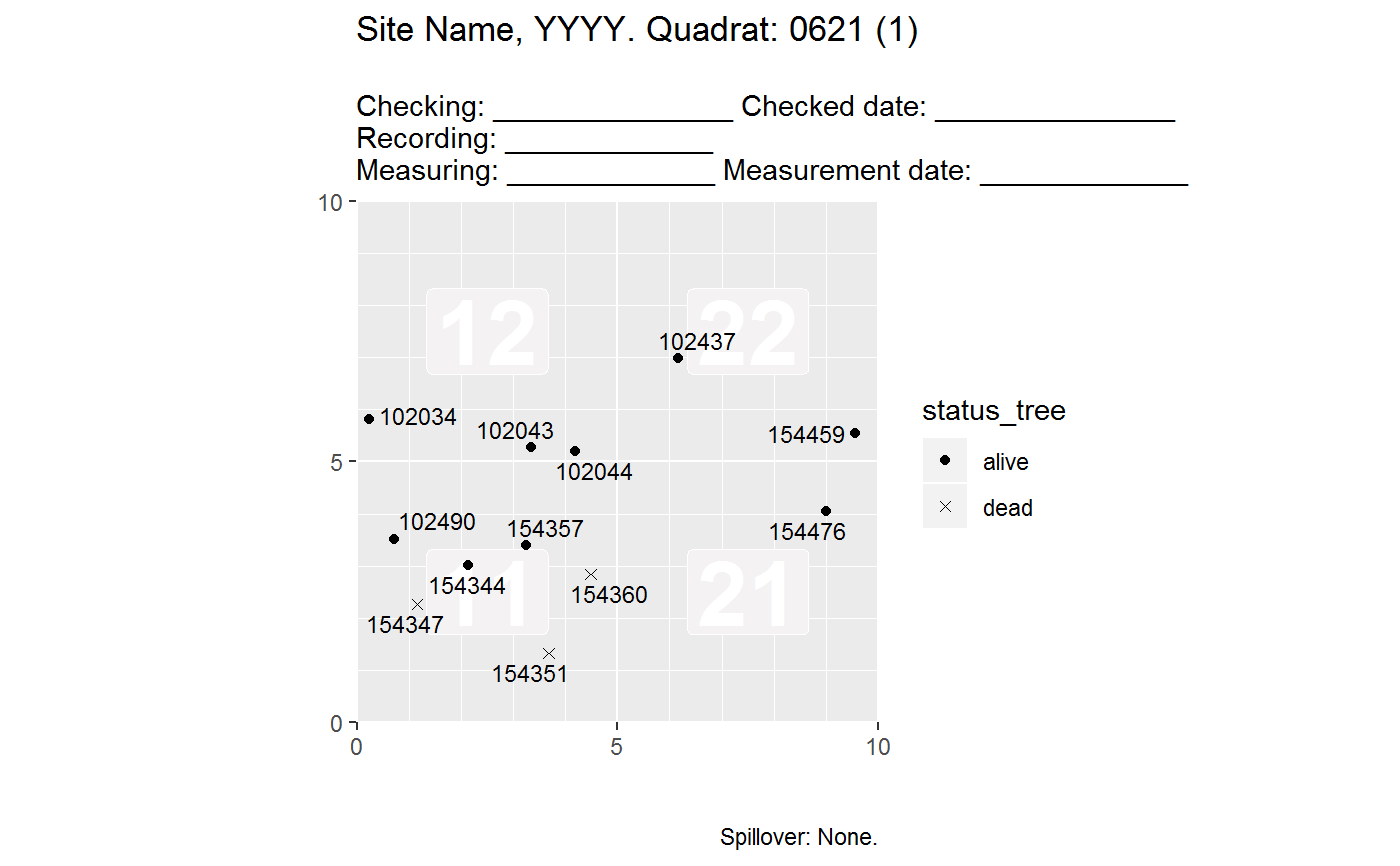 Site Name, YYYY. Quadrat: 0621 (1)
Checking: _______________ Checked date: _______________
Recording: _____________
Measuring: _____________ Measurement date: _____________
10
12
22
102437
102034
102043
154459
status_tree
5
102044
alive
102490
154357
154476
dead
154344
11
154360
21
154347
154351
0
0
5
10
Spillover: None.